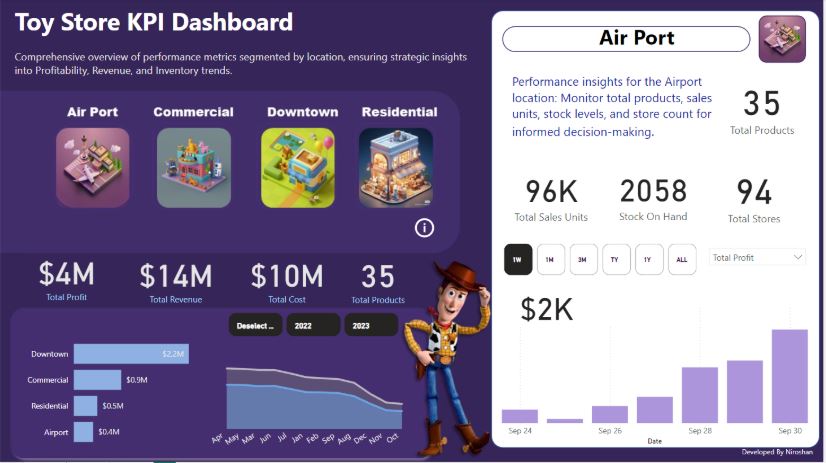 Toy Store KPI Dashboard
Comprehensive overview of performance metrics segmented by location, ensuring strategic insights
into Profitability, Revenue, and Inventory trends.
Air Port
Commercial
Downtown
Residential
i
$4M
Total Profit
$14M
Total Revenue
$10M
Total Cost
35
Total Products
Deselect ...
2022
2023
Downtown
$2.2M
Commercial
$0.9M
Residential
$0.5M
Airport
$0.4M
Apr
May
Mar
Jun
Jul
Jan
Feb
Sep
Aug
Dec
Nov
Oct
Air Port
Performance insights for the Airport
location: Monitor total products, sales
units, stock levels, and store count for
informed decision-making.
35
Total Products
96K
Total Sales Units
2058
Stock On Hand
94
Total Stores
1W
1M
3M
TY
1Y
ALL
Total Profit
$2K
Sep 24
Sep 26
Sep 28
Sep 30
Date
Developed By Niroshan